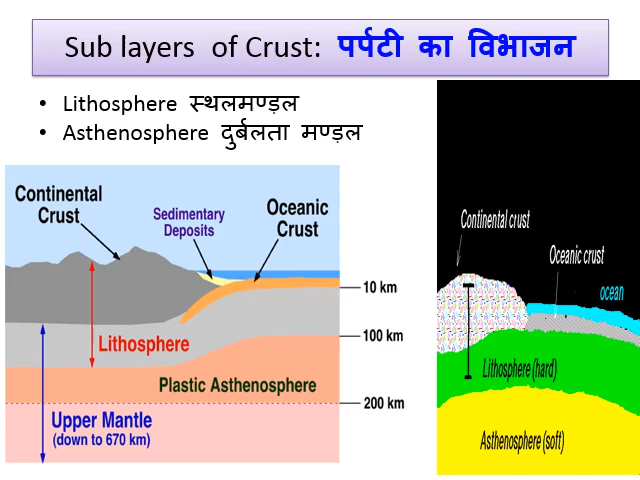 Sub layers of Crust: पर्पटी का विभाजन
• Lithosphere स्थलमण्ड़ल
• Asthenosphere दुर्बलता मण्ड़ल
Continental
Crust
Sedimentary
Deposits
Oceanic
Crust
10 km
Lithosphere
100 km
Plastic Asthenosphere
200 km
Upper Mantle
(down to 670 km)
Continental crust
Oceanic crust
ocean
Lithosphere (hard)
Asthenosphere (soft)